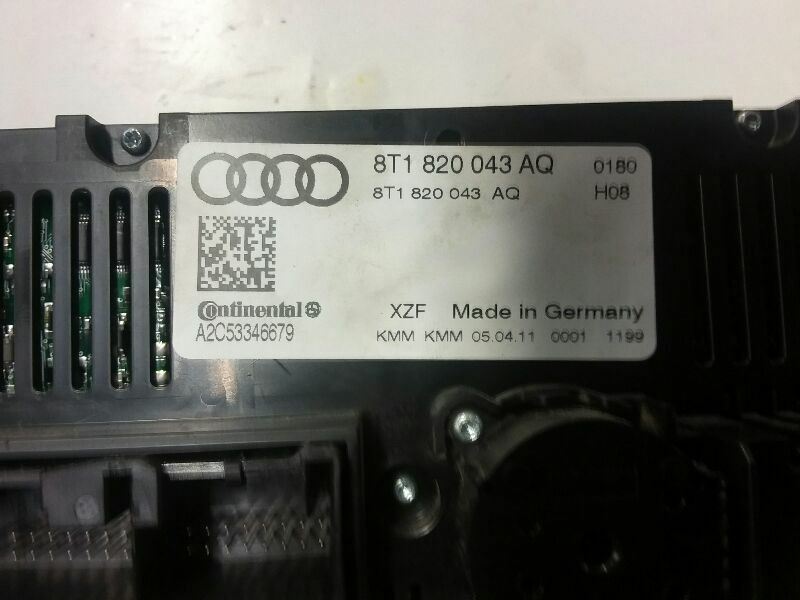 8T1 820 043 AQ 0180
8T1 820 043 AQ H08
Continental XZF Made in Germany
A2C53346679 KMM KMM 05.04.11 0001 1199